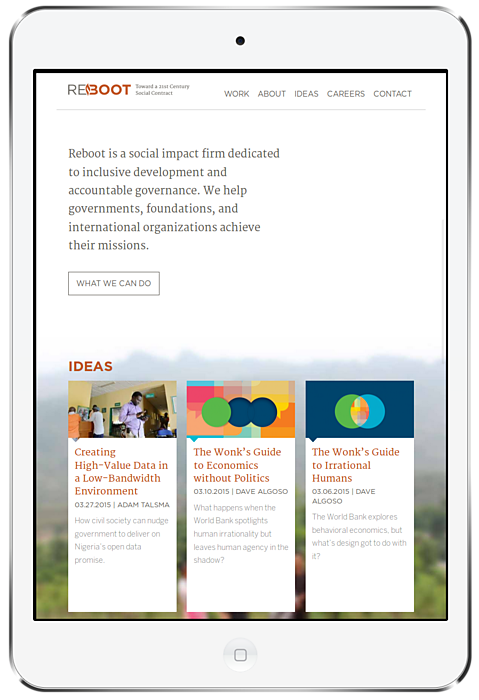 REBOOT
Toward a 21st Century
Social Contract
WORK ABOUT IDEAS CAREERS CONTACT
Reboot is a social impact firm dedicated
to inclusive development and
accountable governance. We help
governments, foundations, and
international organizations achieve
their missions.
WHAT WE CAN DO
IDEAS
Creating
High-Value Data in
a Low-Bandwidth
Environment
03.27.2015 | ADAM TALSMA
How civil society can nudge
government to deliver on
Nigeria's open data
promise.
The Wonk's Guide
to Economics
without Politics
03.10.2015 | DAVE ALGOSO
What happens when the
World Bank spotlights
human irrationality but
leaves human agency in the
shadow?
The Wonk's Guide
to Irrational
Humans
03.06.2015 | DAVE
ALGOSO
The World Bank explores
behavioral economics, but
what's design got to do with
it?